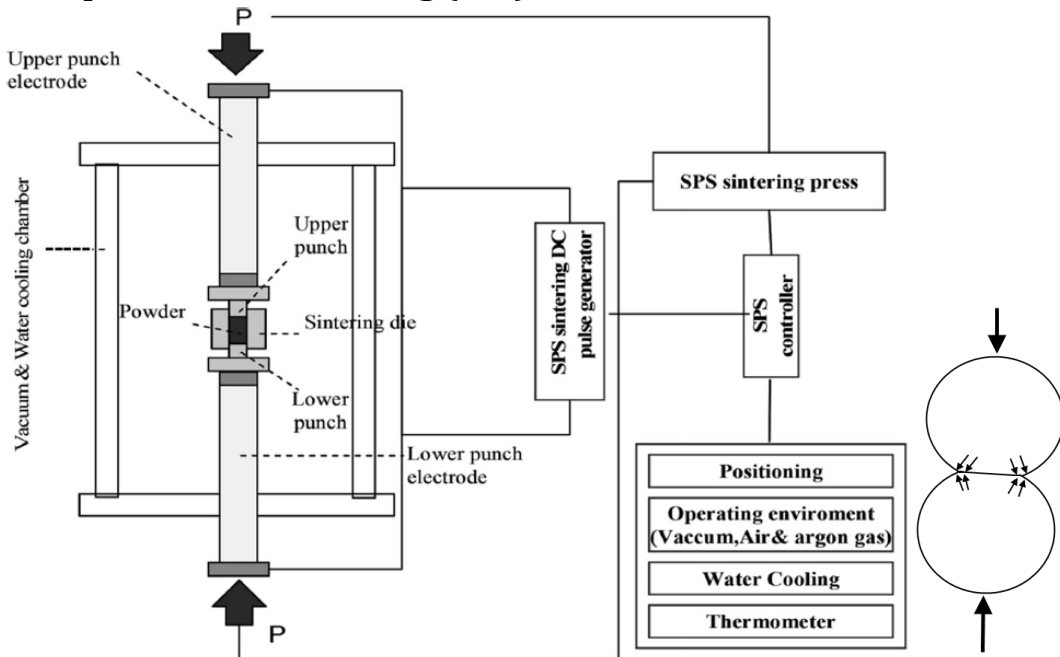 P
Upper punch
electrode
Vacuum & Water cooling chamber
Upper
punch
Powder
Sintering die
Lower
punch
Lower punch
electrode
P
SPS sintering DC
pulse generator
SPS sintering press
SPS
controller
Positioning
Operating enviroment
(Vaccum,Air& argon gas)
Water Cooling
Thermometer